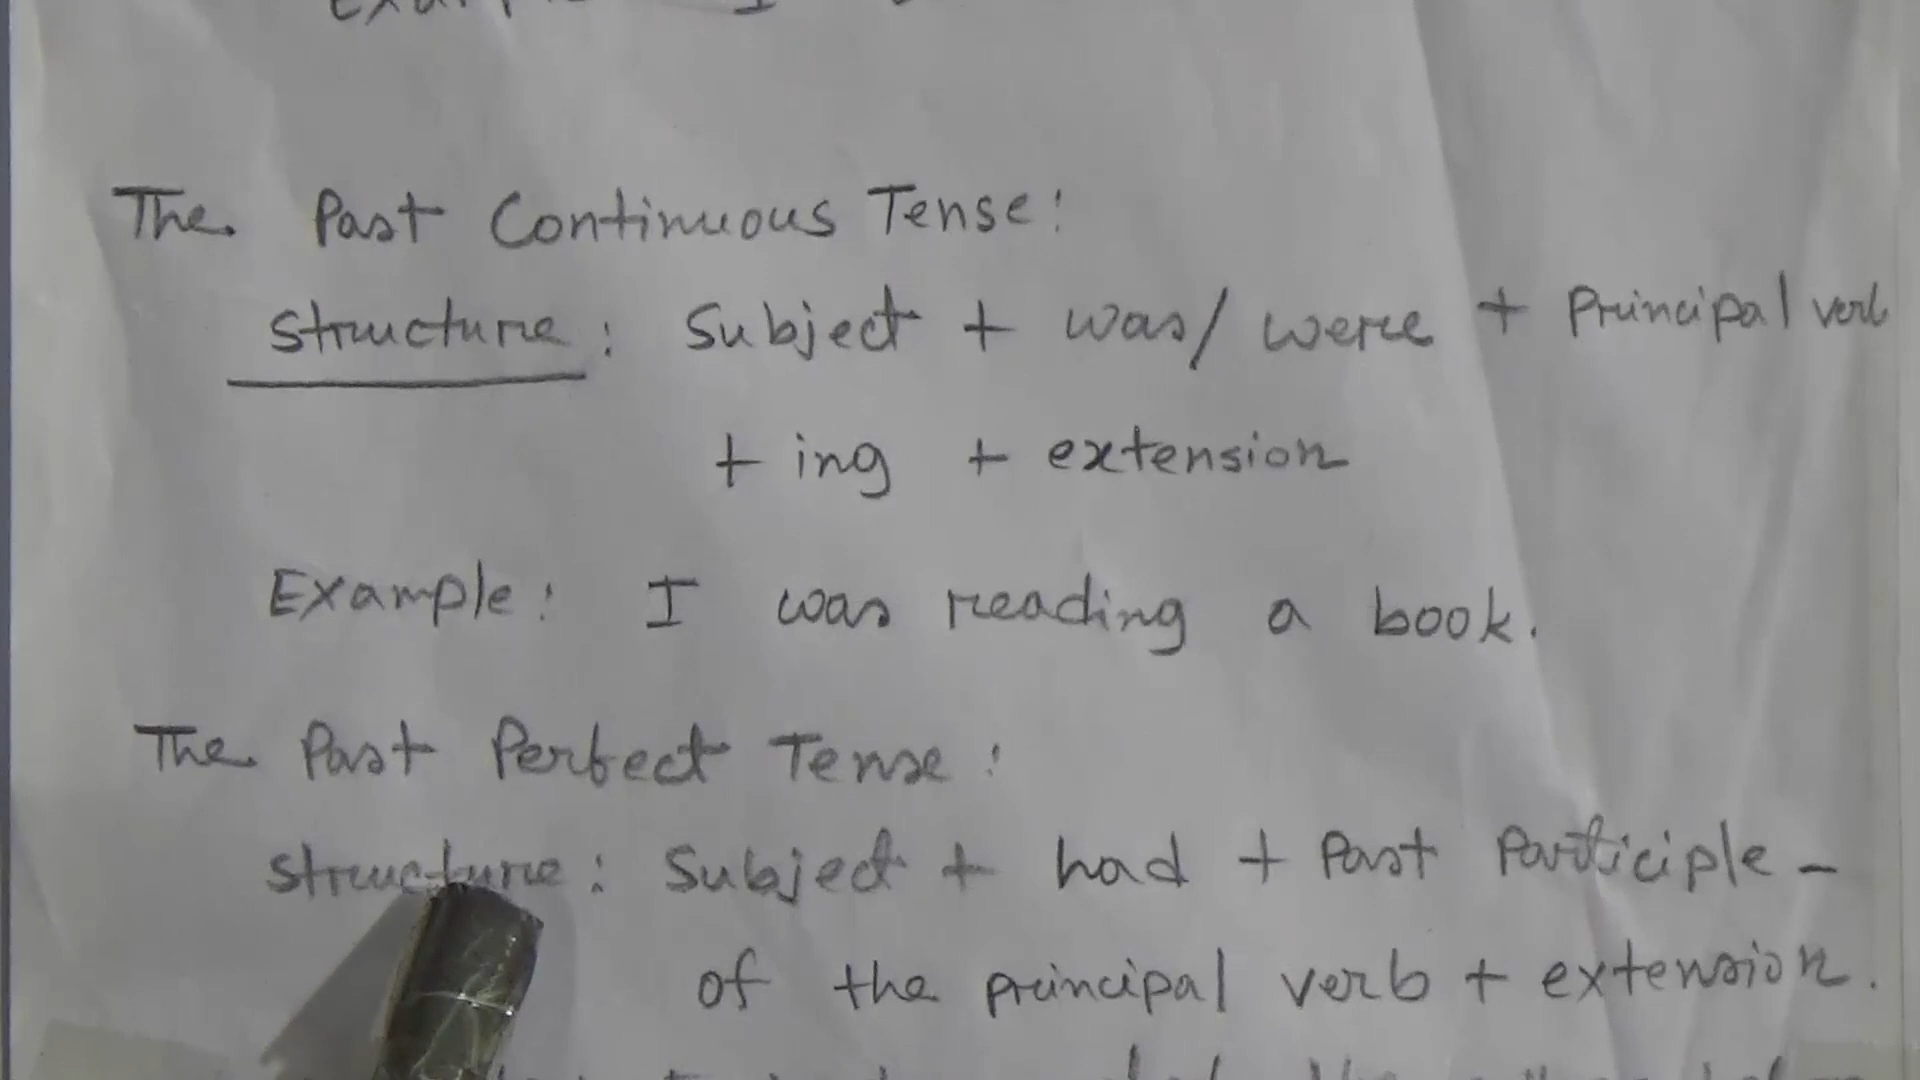 The Past Continuous Tense:
Structure: Subject + was/were + Principal verb
+ ing + extension
Example: I was reading a book.
The Past Perfect Tense:
Structure: Subject + had + Past Participle -
of the principal verb + extension.